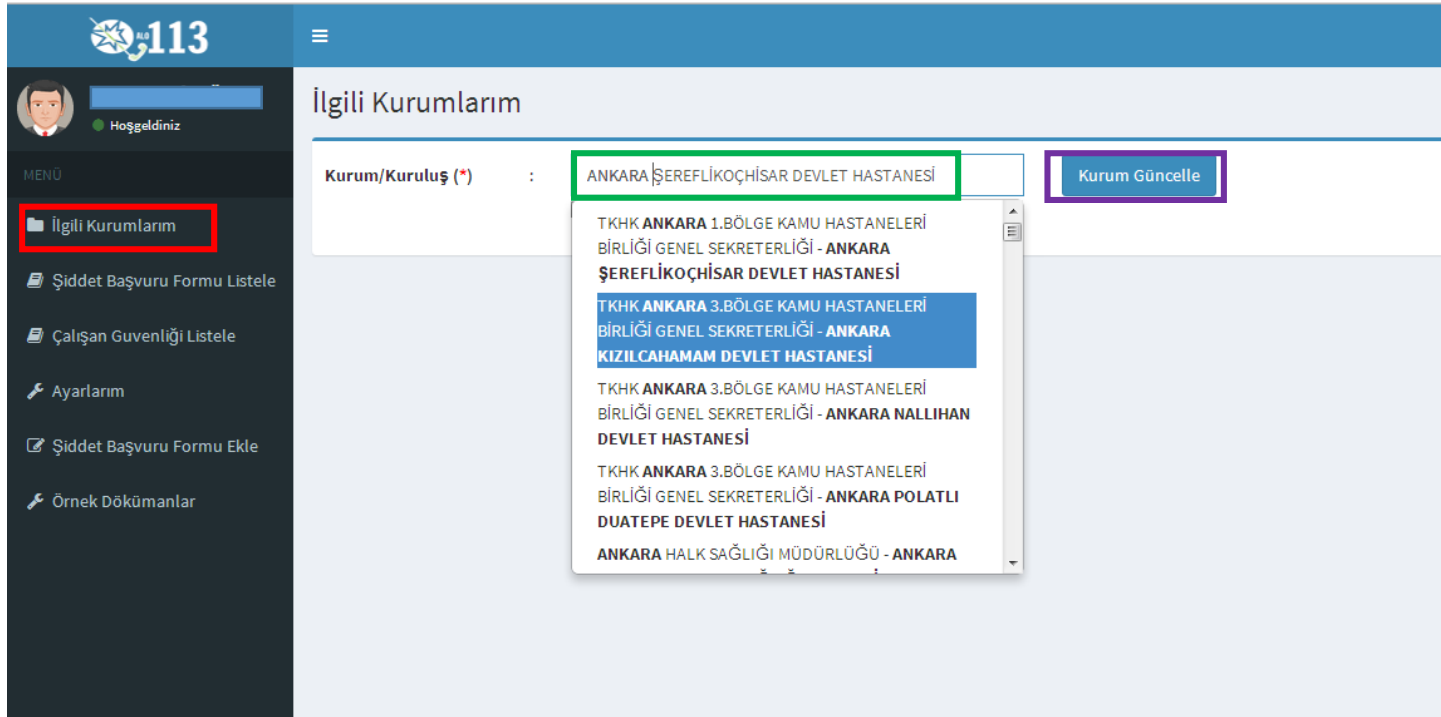 ALO 113
Hoşgeldiniz
MENÜ
İlgili Kurumlarım
Şiddet Başvuru Formu Listele
Çalışan Guvenliği Listele
Ayarlarım
Şiddet Başvuru Formu Ekle
Örnek Dökümanlar
İlgili Kurumlarım
Kurum/Kuruluş (*) :
ANKARA ŞEREFLİKOÇHİSAR DEVLET HASTANESİ
Kurum Güncelle
TKHK ANKARA 1.BÖLGE KAMU HASTANELERİ
BİRLİĞİ GENEL SEKRETERLİĞİ - ANKARA
ŞEREFLİKOÇHİSAR DEVLET HASTANESİ
TKHK ANKARA 3.BÖLGE KAMU HASTANELERİ
BİRLİĞİ GENEL SEKRETERLİĞİ - ANKARA
KIZILCAHAMAM DEVLET HASTANESİ
TKHK ANKARA 3.BÖLGE KAMU HASTANELERİ
BİRLİĞİ GENEL SEKRETERLİĞİ - ANKARA NALLIHAN
DEVLET HASTANESİ
TKHK ANKARA 3.BÖLGE KAMU HASTANELERİ
BİRLİĞİ GENEL SEKRETERLİĞİ - ANKARA POLATLI
DUATEPE DEVLET HASTANESİ
ANKARA HALK SAĞLIĞI MÜDÜRLÜĞÜ - ANKARA